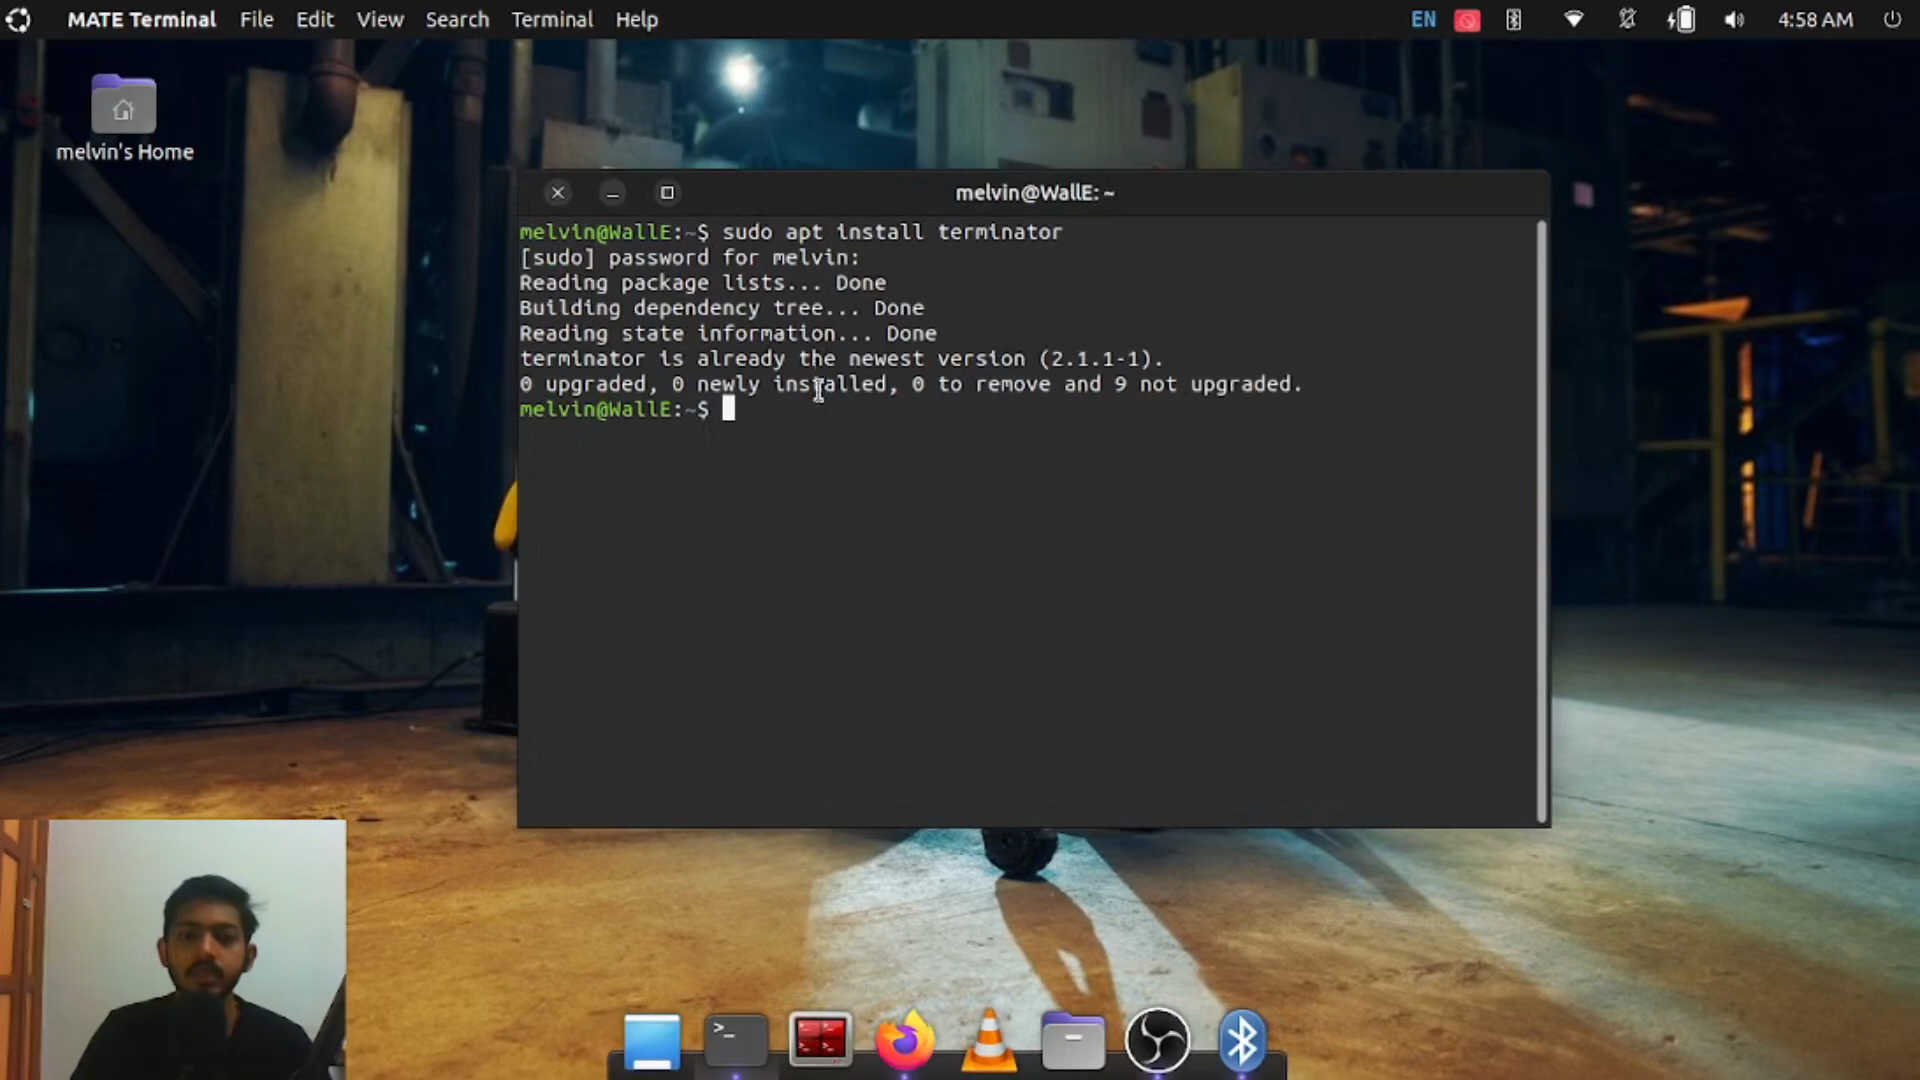 MATE Terminal File Edit View Search Terminal Help EN 4:58 AM
melvin's Home
melvin@WallE: ~
melvin@WallE:~$ sudo apt install terminator
[sudo] password for melvin:
Reading package lists... Done
Building dependency tree... Done
Reading state information... Done
terminator is already the newest version (2.1.1-1).
0 upgraded, 0 newly installed, 0 to remove and 9 not upgraded.
melvin@WallE:~$